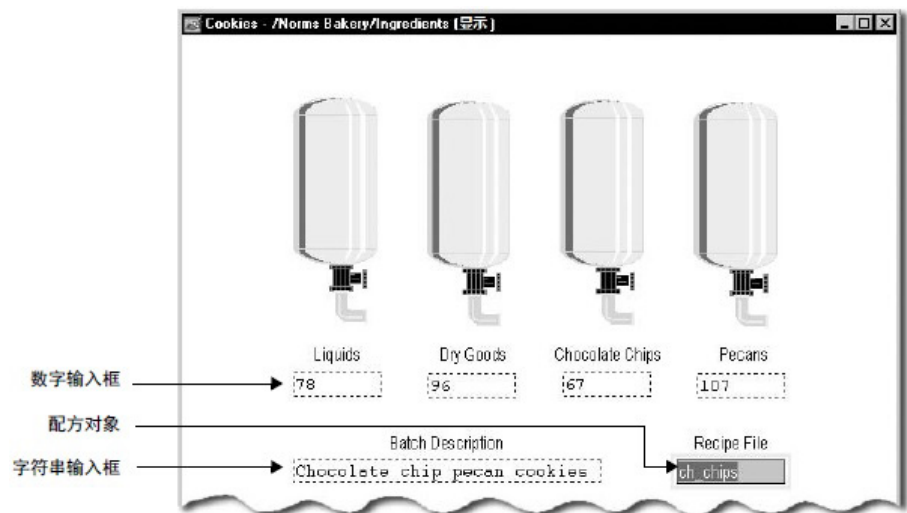 Cookies - /Norms Bakery/Ingredients (显示)
Liquids
Dry Goods
Chocolate Chips
Pecans
数字输入框
78
96
67
107
配方对象
Batch Description
Recipe File
字符串输入框
Chocolate chip pecan cookies
ch_chips